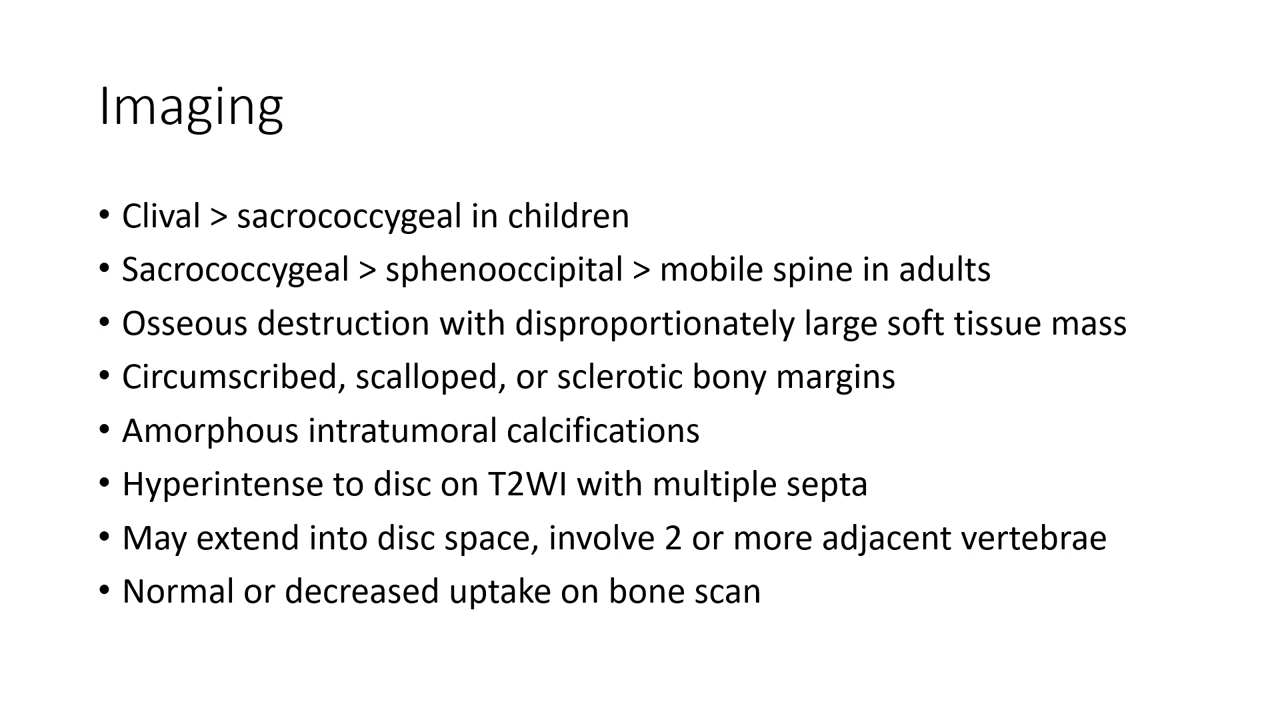 Imaging
• Clival > sacrococcygeal in children
• Sacrococcygeal > sphenooccipital > mobile spine in adults
• Osseous destruction with disproportionately large soft tissue mass
• Circumscribed, scalloped, or sclerotic bony margins
• Amorphous intratumoral calcifications
• Hyperintense to disc on T2WI with multiple septa
• May extend into disc space, involve 2 or more adjacent vertebrae
• Normal or decreased uptake on bone scan